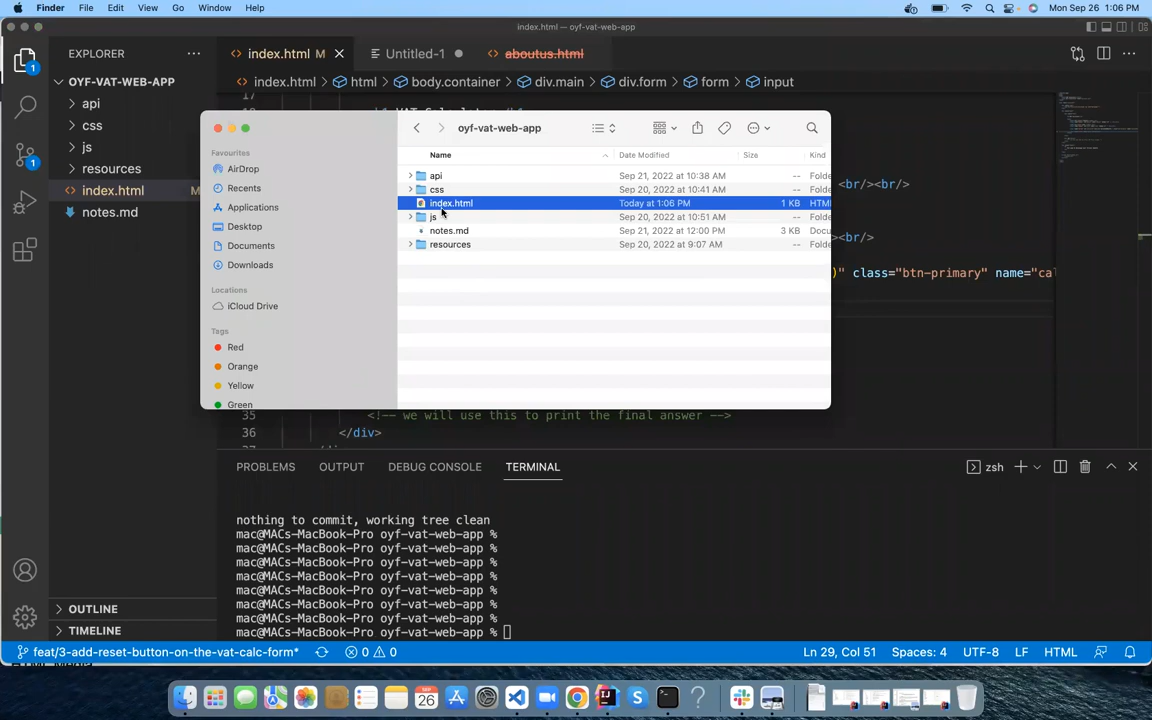 Finder File Edit View Go Window Help Mon Sep 26 1:06 PM
index.html — oyf-vat-web-app
EXPLORER ···
index.html M
Untitled-1
aboutus.html
OYF-VAT-WEB-APP
index.html > html > body.container > div.main > div.form > form > input
api
css
js
resources
index.html M
notes.md
17
oyf-vat-web-app
Favourites
AirDrop
Recents
Applications
Desktop
Documents
Downloads
Locations
iCloud Drive
Tags
Red
Orange
Yellow
Green
Name Date Modified Size Kind
api Sep 21, 2022 at 10:38 AM -- Folde
css Sep 20, 2022 at 10:41 AM -- Folde
index.html Today at 1:06 PM 1 KB HTM
js Sep 20, 2022 at 10:51 AM -- Folde
notes.md Sep 21, 2022 at 12:00 PM 3 KB Docu
resources Sep 20, 2022 at 9:07 AM -- Folde
<br/><br/>
><br/>
)" class="btn-primary" name="cal
35 <!-- we will use this to print the final answer -->
36 </div>
PROBLEMS OUTPUT DEBUG CONSOLE TERMINAL zsh
nothing to commit, working tree clean
mac@MACs-MacBook-Pro oyf-vat-web-app %
mac@MACs-MacBook-Pro oyf-vat-web-app %
mac@MACs-MacBook-Pro oyf-vat-web-app %
mac@MACs-MacBook-Pro oyf-vat-web-app %
mac@MACs-MacBook-Pro oyf-vat-web-app %
mac@MACs-MacBook-Pro oyf-vat-web-app %
mac@MACs-MacBook-Pro oyf-vat-web-app %
mac@MACs-MacBook-Pro oyf-vat-web-app %
OUTLINE
TIMELINE
feat/3-add-reset-button-on-the-vat-calc-form* 0 0 Ln 29, Col 51 Spaces: 4 UTF-8 LF HTML
SEP
26